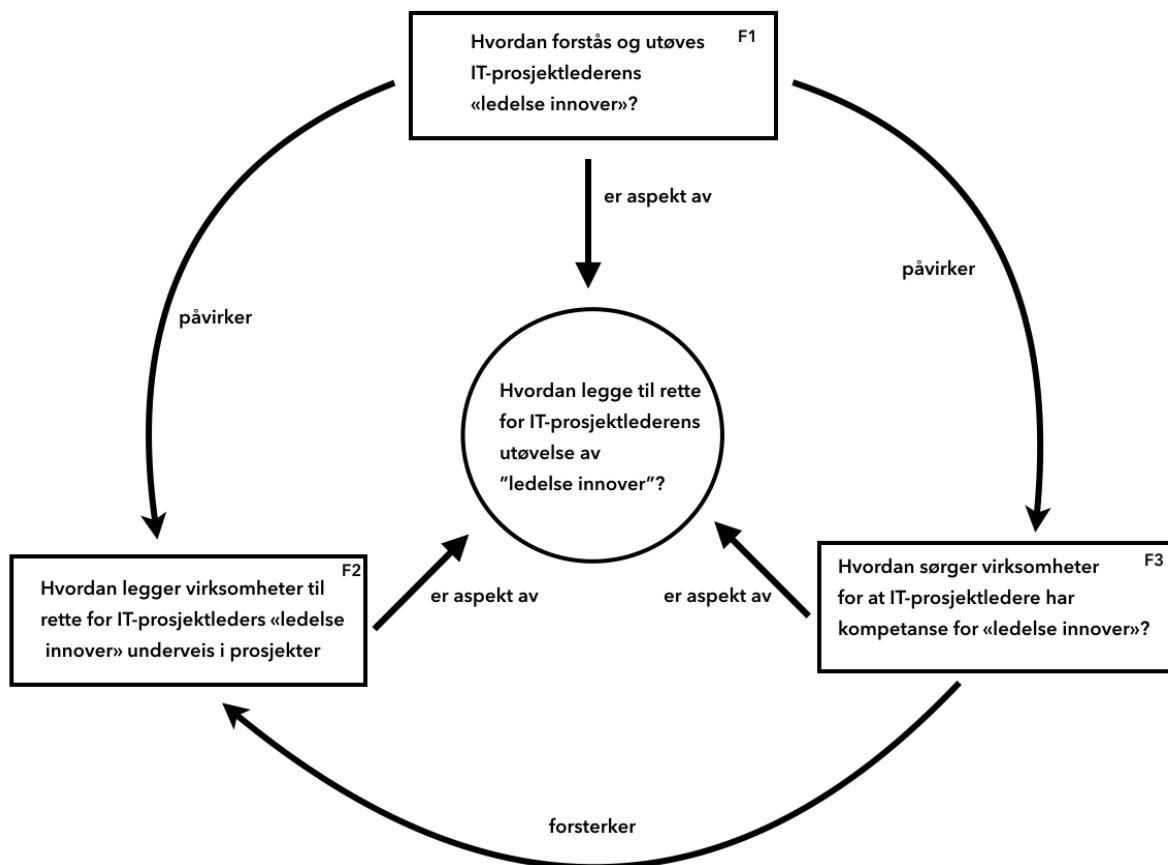 Hvordan forstås og utøves
F1
IT-prosjektlederens
«ledelse innover»?
er aspekt av
påvirker
påvirker
Hvordan legge til rette
for IT-prosjektlederens
utøvelse av
”ledelse innover”?
F2
Hvordan legger virksomheter til
rette for IT-prosjektleders «ledelse
innover» underveis i prosjekter
er aspekt av
er aspekt av
Hvordan sørger virksomheter
F3
for at IT-prosjektledere har
kompetanse for «ledelse innover»?
forsterker